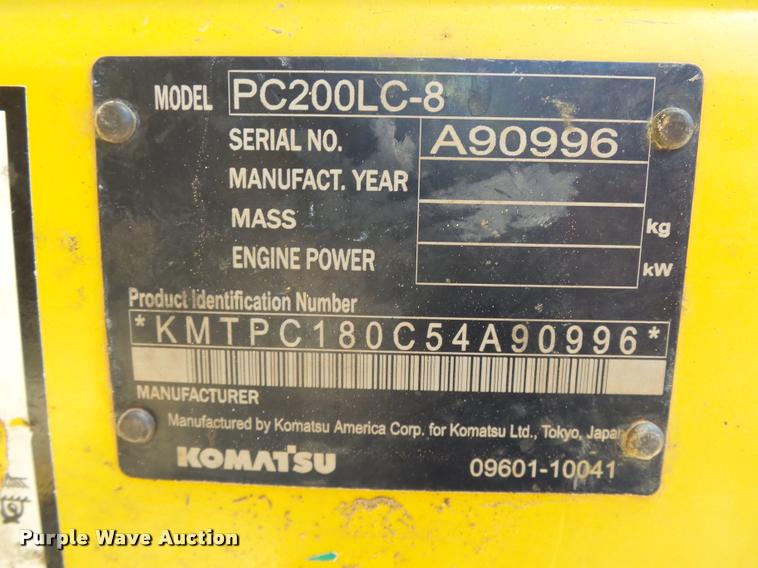 MODEL PC200LC-8
SERIAL NO. A90996
MANUFACT. YEAR
MASS kg
ENGINE POWER kW
Product Identification Number
*KMTPC180C54A90996*
MANUFACTURER
Manufactured by Komatsu America Corp. for Komatsu Ltd., Tokyo, Japan
KOMATSU 09601-10041
Purple Wave Auction